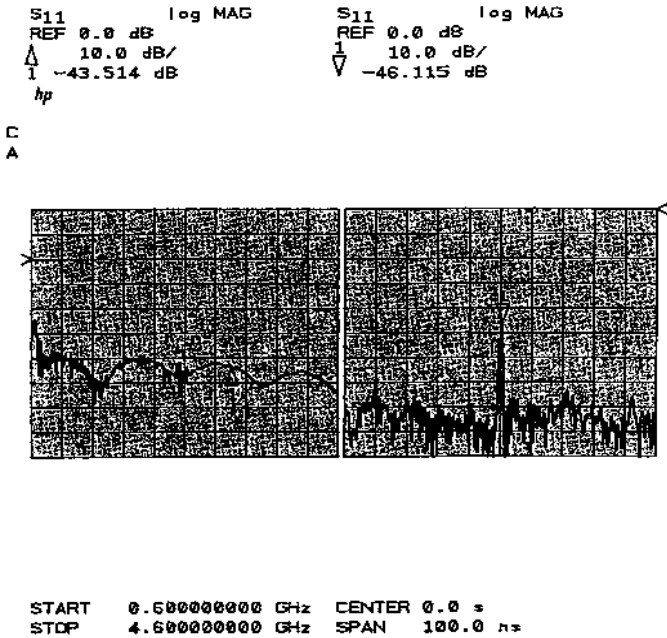 S11 log MAG
REF 0.0 dB
10.0 dB/
1 -43.514 dB
hp
C
A
S11 log MAG
REF 0.0 dB
1 10.0 dB/
-46.115 dB
START 0.600000000 GHz
STOP 4.600000000 GHz
CENTER 0.0 s
SPAN 100.0 ns